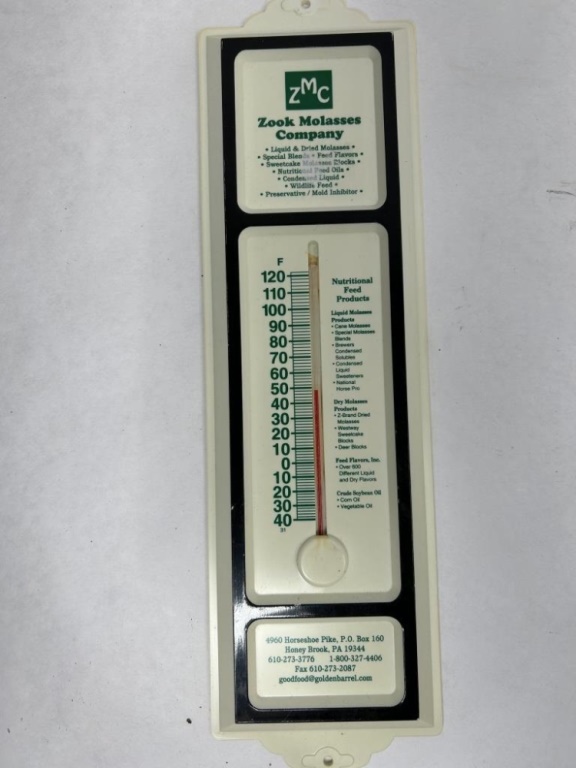 ZMC
Zook Molasses
Company
• Liquid & Dried Molasses •
• Special Blends • Feed Flavors •
• Sweetcake Molasses Blocks •
• Nutritional Feed Oils •
• Condensed Liquid •
• Wildlife Feed •
• Preservative / Mold Inhibitor •
F
120
110
100
90
80
70
60
50
40
30
20
10
0
10
20
30
40
31
Nutritional
Feed
Products
Liquid Molasses
Products
• Cane Molasses
• Special Molasses
Blends
• Brewers
Condensed
Solubles
• Condensed
Liquid
Sweeteners
• National
Horse Pro
Dry Molasses
Products
• Z-Brand Dried
Molasses
• Westway
Sweetcake
Blocks
• Deer Blocks
Feed Flavors, Inc.
• Over 600
Different Liquid
and Dry Flavors
Crude Soybean Oil
• Corn Oil
• Vegetable Oil
4960 Horseshoe Pike, P.O. Box 160
Honey Brook, PA 19344
610-273-3776 1-800-327-4406
Fax 610-273-2087
goodfood@goldenbarrel.com